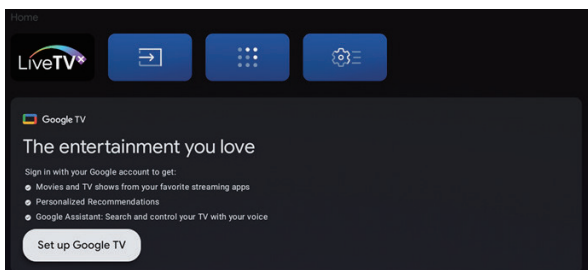 Home
LiveTVx
Google TV
The entertainment you love
Sign in with your Google account to get:
Movies and TV shows from your favorite streaming apps
Personalized Recommendations
Google Assistant: Search and control your TV with your voice
Set up Google TV